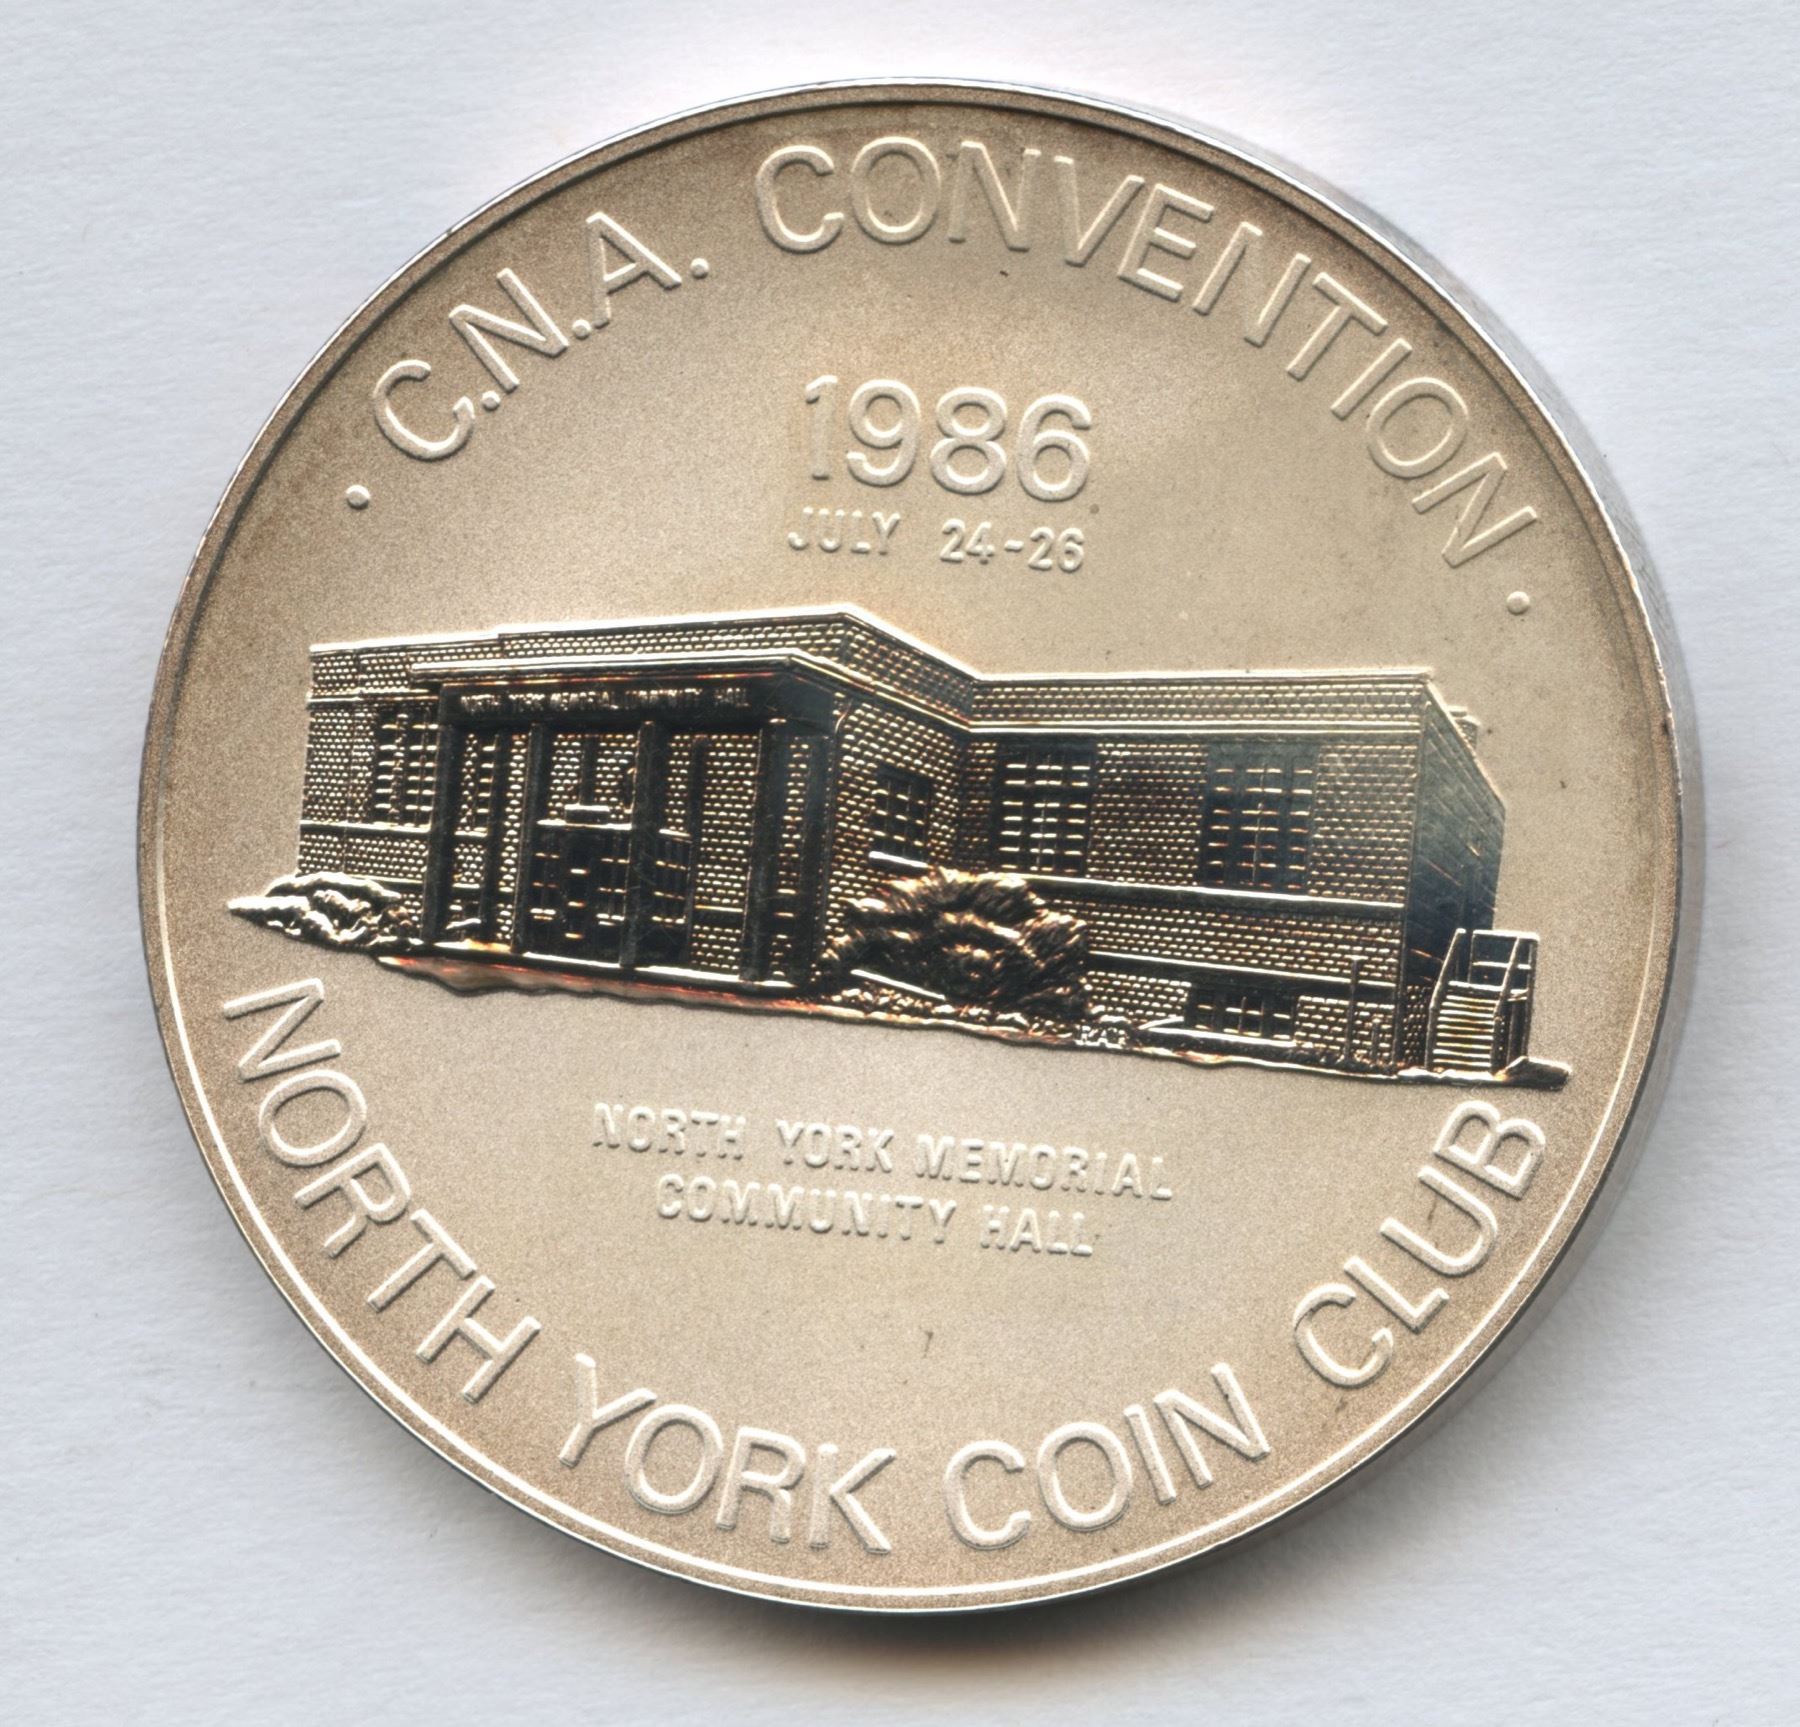 · C.N.A. CONVENTION ·
1986
JULY 24-26
NORTH YORK MEMORIAL COMMUNITY HALL
RAR
NORTH YORK MEMORIAL
COMMUNITY HALL
NORTH YORK COIN CLUB